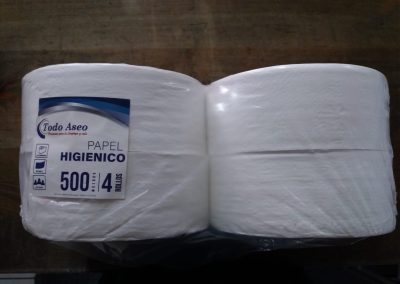 Todo Aseo
PAPEL
HIGIENICO
500 METROS 4 ROLLOS